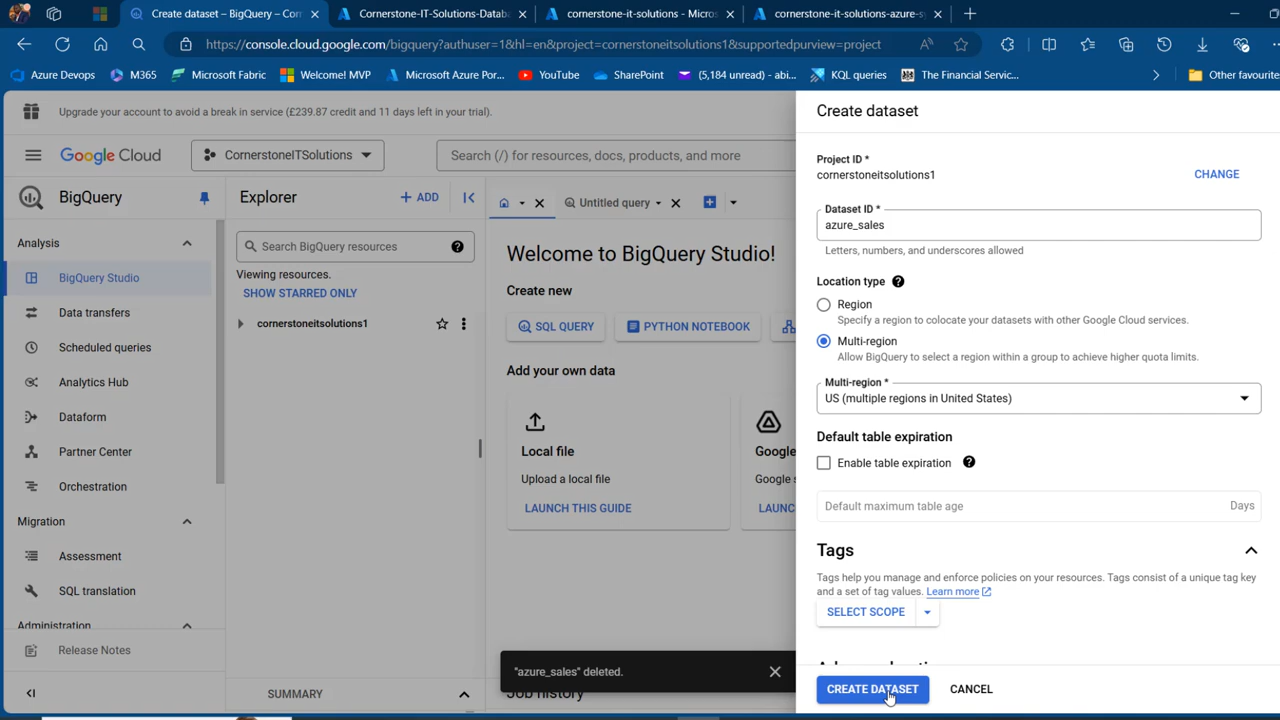 Create dataset – BigQuery – Corn
Cornerstone-IT-Solutions-Datab
cornerstone-it-solutions - Micros
cornerstone-it-solutions-azure-sy
https://console.cloud.google.com/bigquery?authuser=1&hl=en&project=cornerstoneitsolutions1&supportedpurview=project
Azure Devops
M365
Microsoft Fabric
Welcome! MVP
Microsoft Azure Por...
YouTube
SharePoint
(5,184 unread) - abi...
KQL queries
The Financial Servic...
Other favourite
Upgrade your account to avoid a break in service (£239.87 credit and 11 days left in your trial).
Google Cloud
CornerstoneITSolutions
Search (/) for resources, docs, products, and more
BigQuery
Analysis
BigQuery Studio
Data transfers
Scheduled queries
Analytics Hub
Dataform
Partner Center
Orchestration
Migration
Assessment
SQL translation
Administration
Release Notes
Explorer
+ ADD
Search BigQuery resources
Viewing resources.
SHOW STARRED ONLY
cornerstoneitsolutions1
SUMMARY
Untitled query
Welcome to BigQuery Studio!
Create new
SQL QUERY
PYTHON NOTEBOOK
Add your own data
Local file
Upload a local file
LAUNCH THIS GUIDE
Google
Google s
LAUNC
"azure_sales" deleted.
Job history
Create dataset
Project ID *
cornerstoneitsolutions1
CHANGE
Dataset ID *
azure_sales
Letters, numbers, and underscores allowed
Location type
Region
Specify a region to colocate your datasets with other Google Cloud services.
Multi-region
Allow BigQuery to select a region within a group to achieve higher quota limits.
Multi-region *
US (multiple regions in United States)
Default table expiration
Enable table expiration
Default maximum table age
Days
Tags
Tags help you manage and enforce policies on your resources. Tags consist of a unique tag key
and a set of tag values. Learn more
SELECT SCOPE
CREATE DATASET
CANCEL